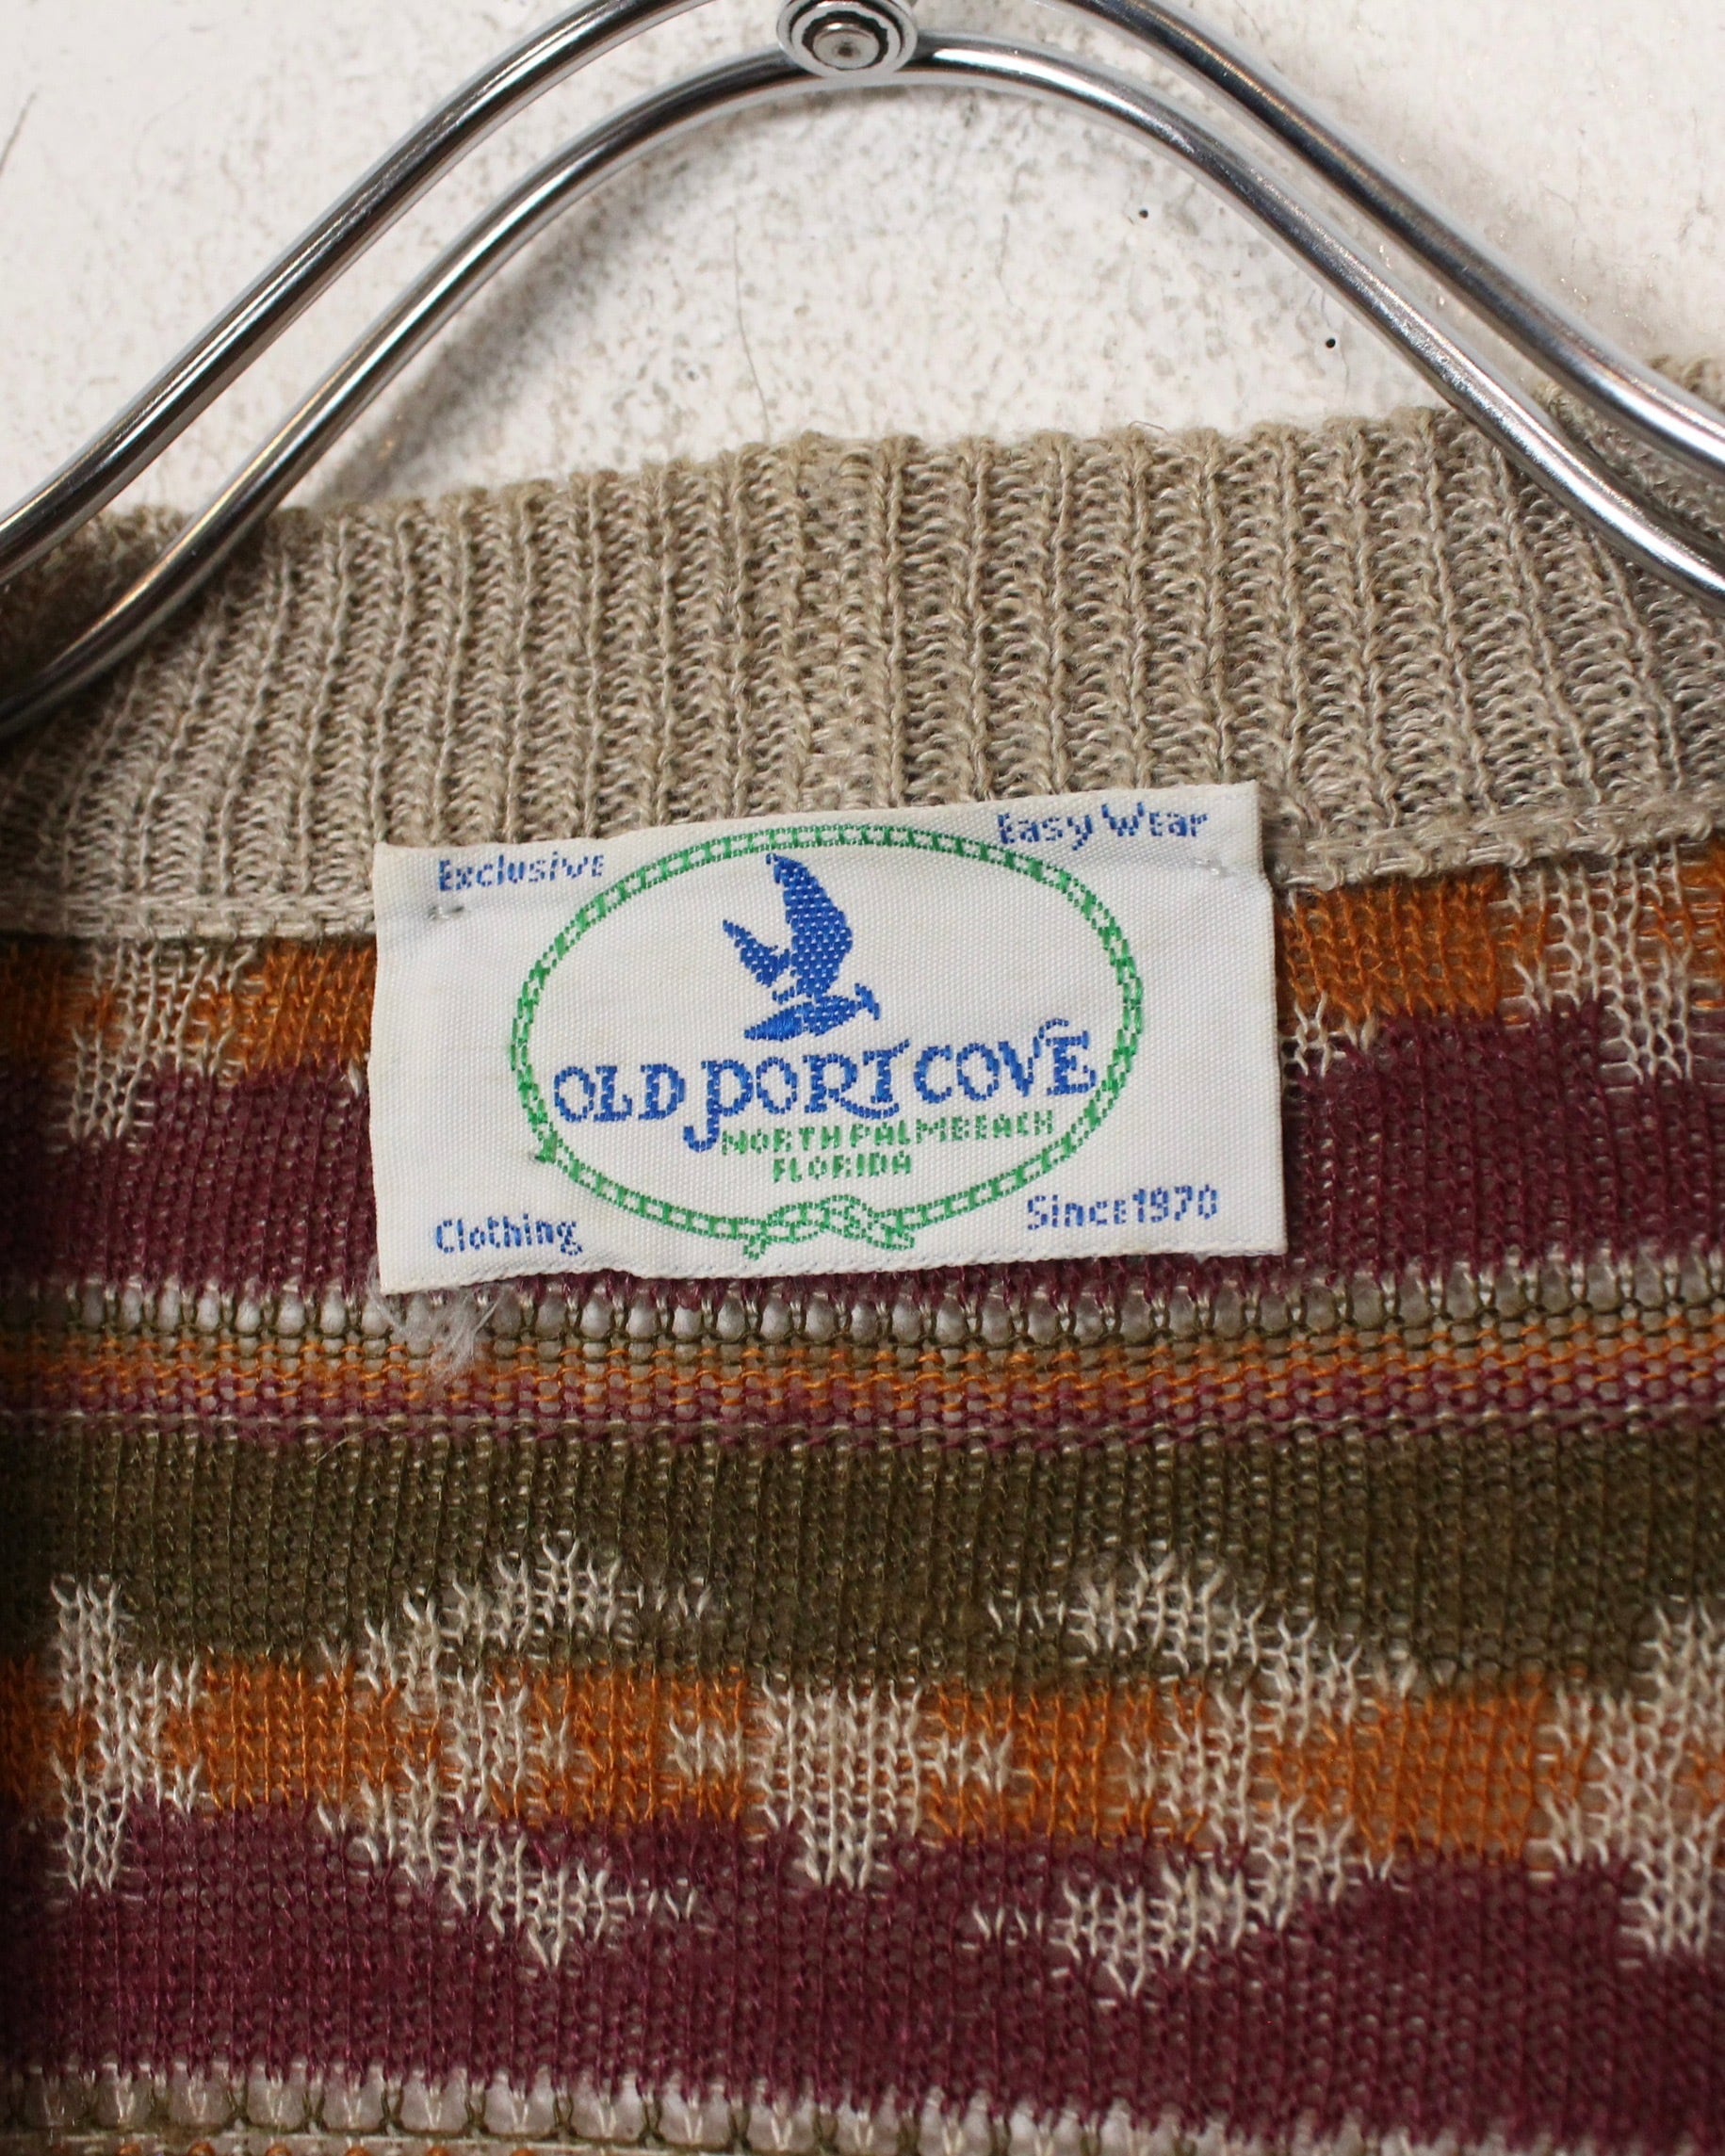 Exclusive
Easy Wear
OLD PORT COVE
NORTH PALM BEACH
FLORIDA
Clothing
Since 1970